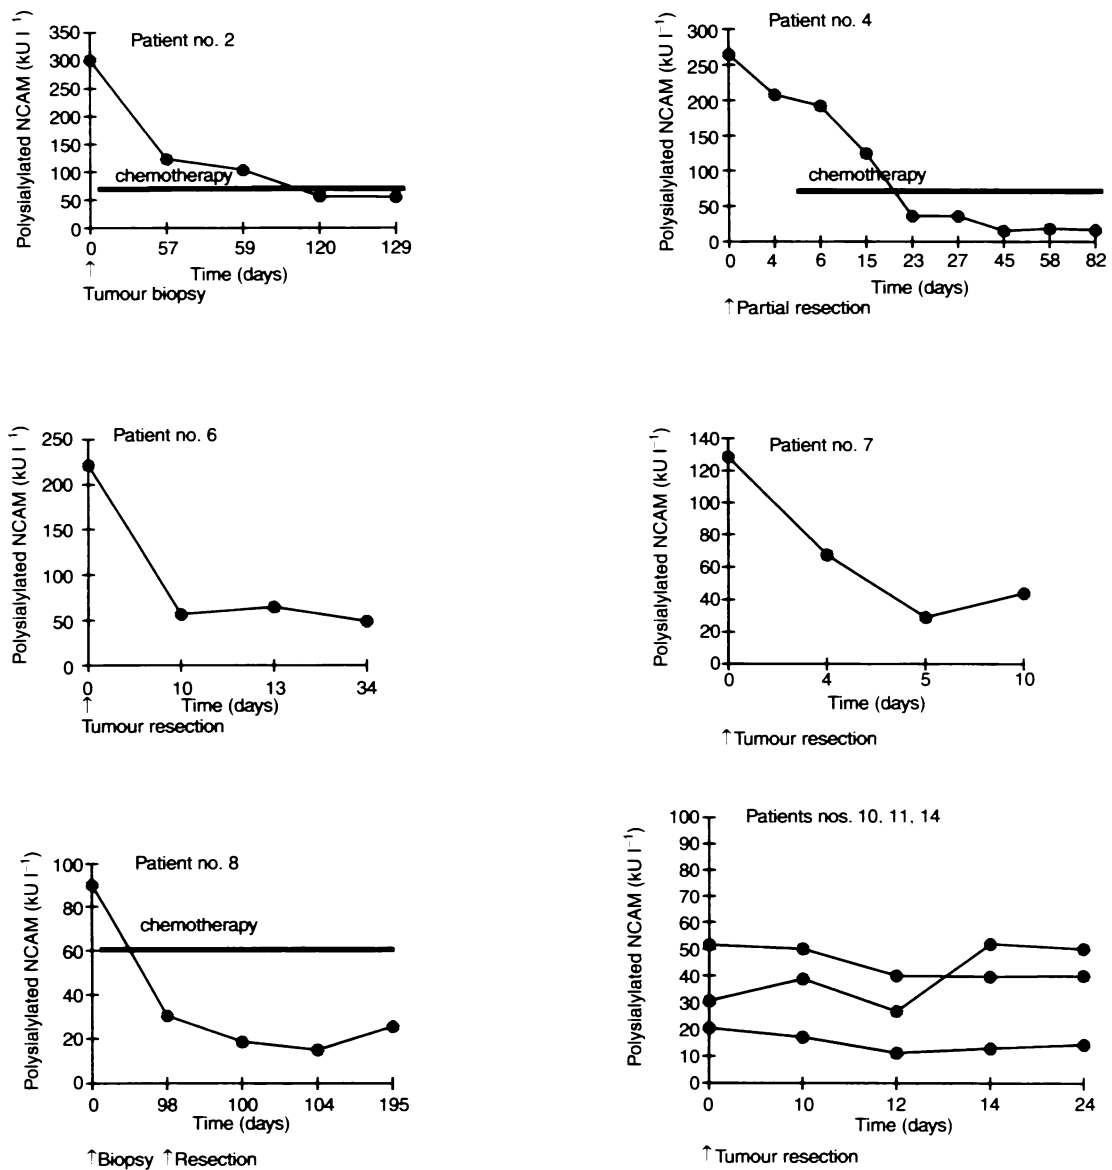 Patient no. 2
Polysialylated NCAM (kU l⁻¹)
350
300
250
200
150
100
50
0
chemotherapy
0 57 59 120 129
Time (days)
↑
Tumour biopsy
Patient no. 4
Polysialylated NCAM (kU l⁻¹)
300
250
200
150
100
50
0
chemotherapy
0 4 6 15 23 27 45 58 82
Time (days)
↑Partial resection
Patient no. 6
Polysialylated NCAM (kU l⁻¹)
250
200
150
100
50
0
0 10 13 34
Time (days)
↑
Tumour resection
Patient no. 7
Polysialylated NCAM (kU l⁻¹)
140
120
100
80
60
40
20
0
0 4 5 10
Time (days)
↑Tumour resection
Patient no. 8
Polysialylated NCAM (kU l⁻¹)
100
80
60
40
20
0
chemotherapy
0 98 100 104 195
Time (days)
↑Biopsy ↑Resection
Patients nos. 10, 11, 14
Polysialylated NCAM (kU l⁻¹)
100
90
80
70
60
50
40
30
20
10
0
0 10 12 14 24
Time (days)
↑Tumour resection